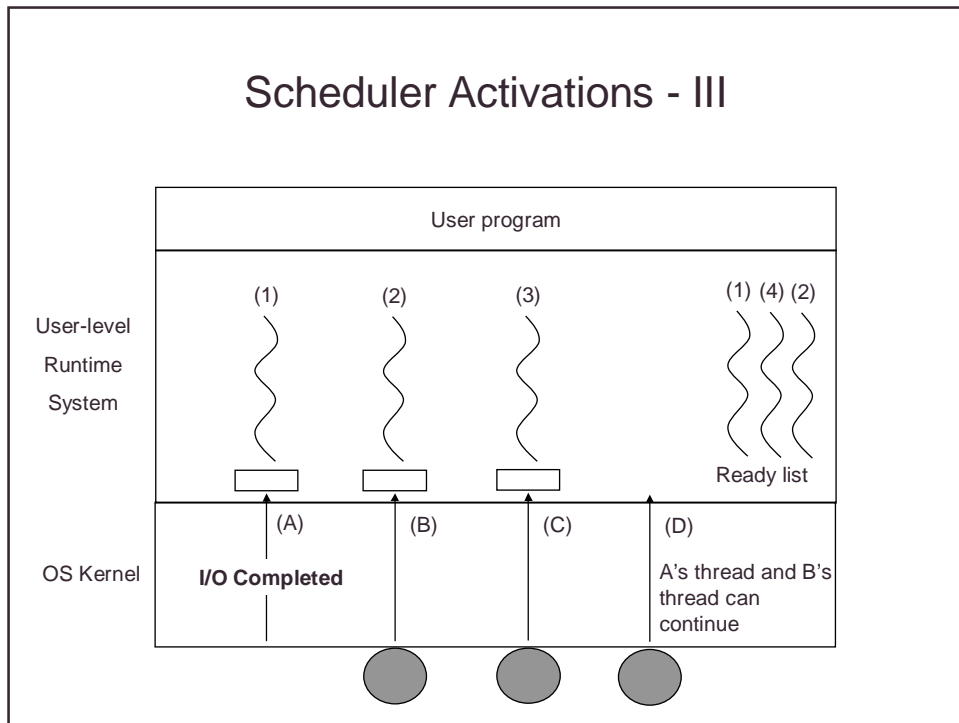 Scheduler Activations - III
User program
(1)
(2)
(3)
(1) (4) (2)
User-level
Runtime
System
Ready list
(A)
(B)
(C)
(D)
OS Kernel
I/O Completed
A's thread and B's
thread can
continue